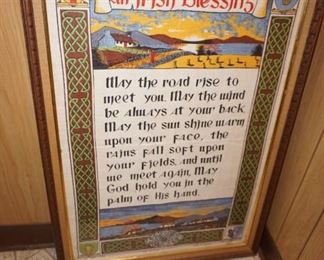 an Irish Blessing
May the road rise to
meet you. May the wind
be always at your back.
May the sun shine warm
upon your face, the
rains fall soft upon
your fields, and until
we meet again, May
God hold you in the
palm of His hand.